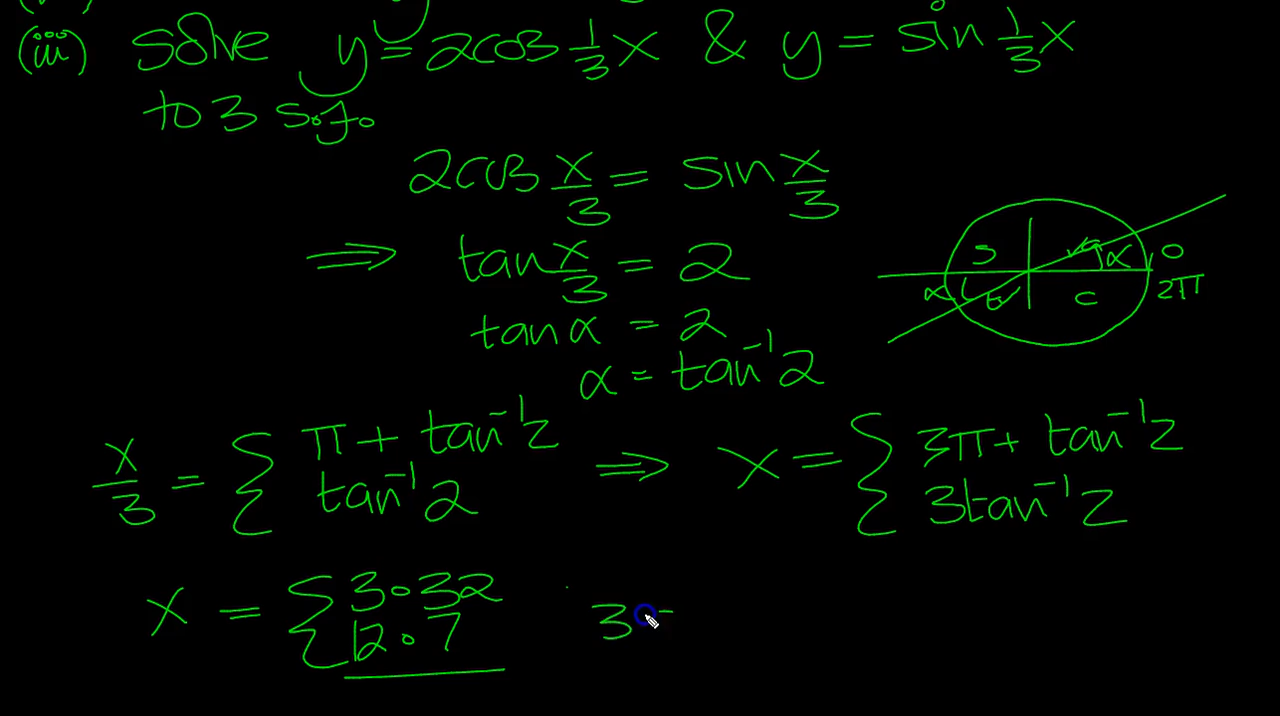 (iii) Solve y = 2cos 1/3 x & y = sin 1/3 x
to 3 s.f.
2cos x/3 = sin x/3
⟹ tan x/3 = 2
S α 0
α t C 2π
tan α = 2
α = tan⁻¹2
x/3 = { π + tan⁻¹2 ⟹ x = { 3π + tan⁻¹2
tan⁻¹2 3tan⁻¹2
x = { 3.32 3
12.7